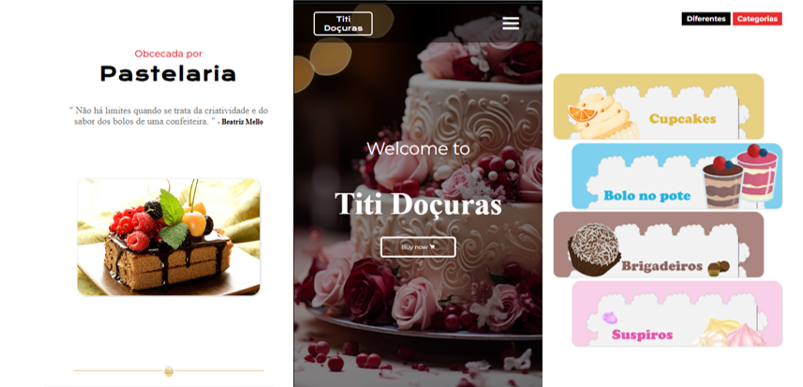 Obcecada por
Pastelaria
" Não há limites quando se trata da criatividade e do
sabor dos bolos de uma confeiteira. " - Beatriz Mello
Titi
Doçuras
Welcome to
Titi Doçuras
Buy now
Diferentes Categorias
Cupcakes
Bolo no pote
Brigadeiros
Suspiros